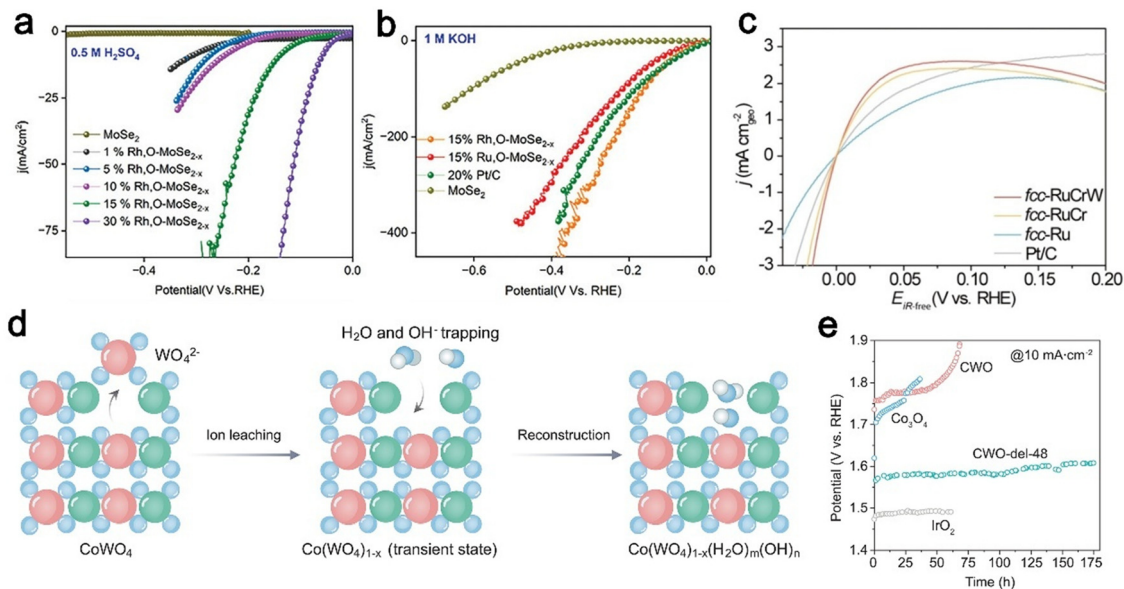 a
0.5 M H₂SO₄
MoSe₂
1 % Rh,O-MoSe₂₋ₓ
5 % Rh,O-MoSe₂₋ₓ
10 % Rh,O-MoSe₂₋ₓ
15 % Rh,O-MoSe₂₋ₓ
30 % Rh,O-MoSe₂₋ₓ
j(mA/cm²)
0
−25
−50
−75
−0.4
−0.2
0.0
Potential(V Vs.RHE)
b
1 M KOH
15% Rh,O-MoSe₂₋ₓ
15% Ru,O-MoSe₂₋ₓ
20% Pt/C
MoSe₂
j(mA/cm²)
0
−200
−400
−0.6
−0.4
−0.2
0.0
Potential(V Vs. RHE)
c
j (mA cm⁻²geo)
3
2
1
0
-1
-2
-3
fcc-RuCrW
fcc-RuCr
fcc-Ru
Pt/C
0.00
0.05
0.10
0.15
0.20
E iR-free (V Vs. RHE)
d
WO₄²⁻
H₂O and OH⁻ trapping
Ion leaching
Reconstruction
CoWO₄
Co(WO₄)₁₋ₓ (transient state)
Co(WO₄)₁₋ₓ(H₂O)ₘ(OH)ₙ
e
@10 mA·cm⁻²
CWO
Co₃O₄
CWO-del-48
IrO₂
Potential (V vs. RHE)
1.9
1.8
1.7
1.6
1.5
1.4
0
25
50
75
100
125
150
175
Time (h)